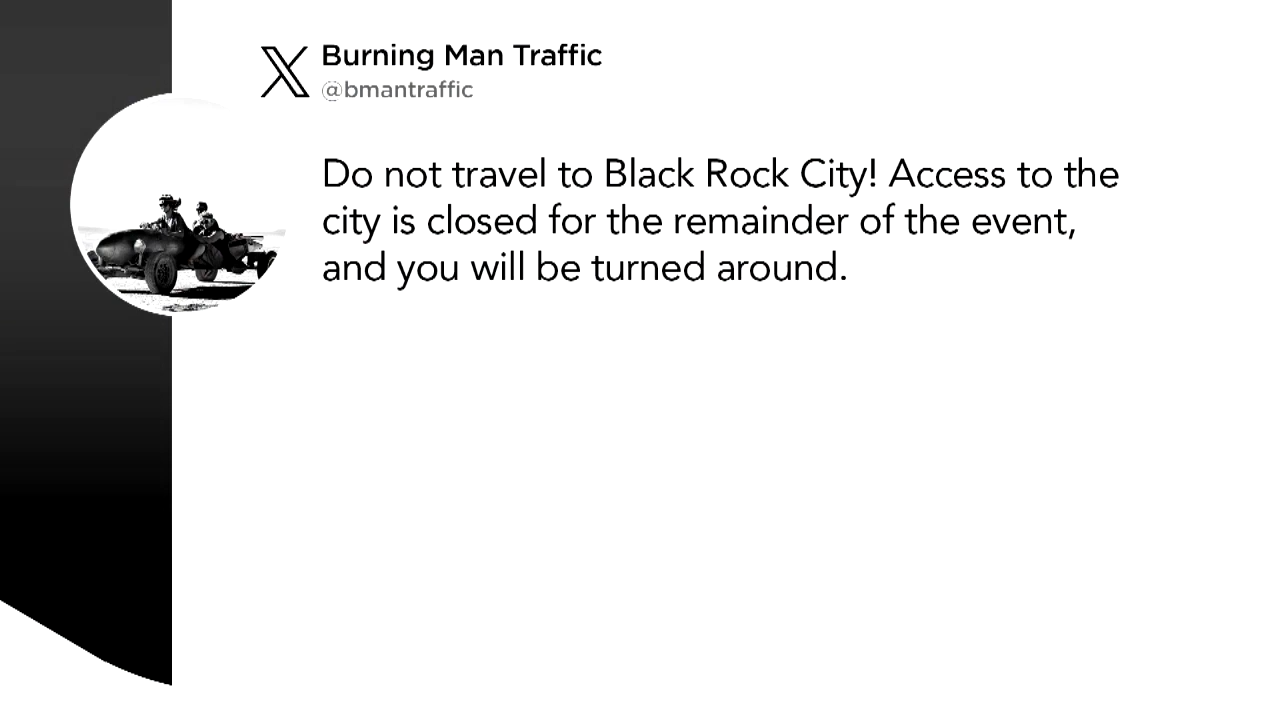 Burning Man Traffic
@bmantraffic
Do not travel to Black Rock City! Access to the
city is closed for the remainder of the event,
and you will be turned around.